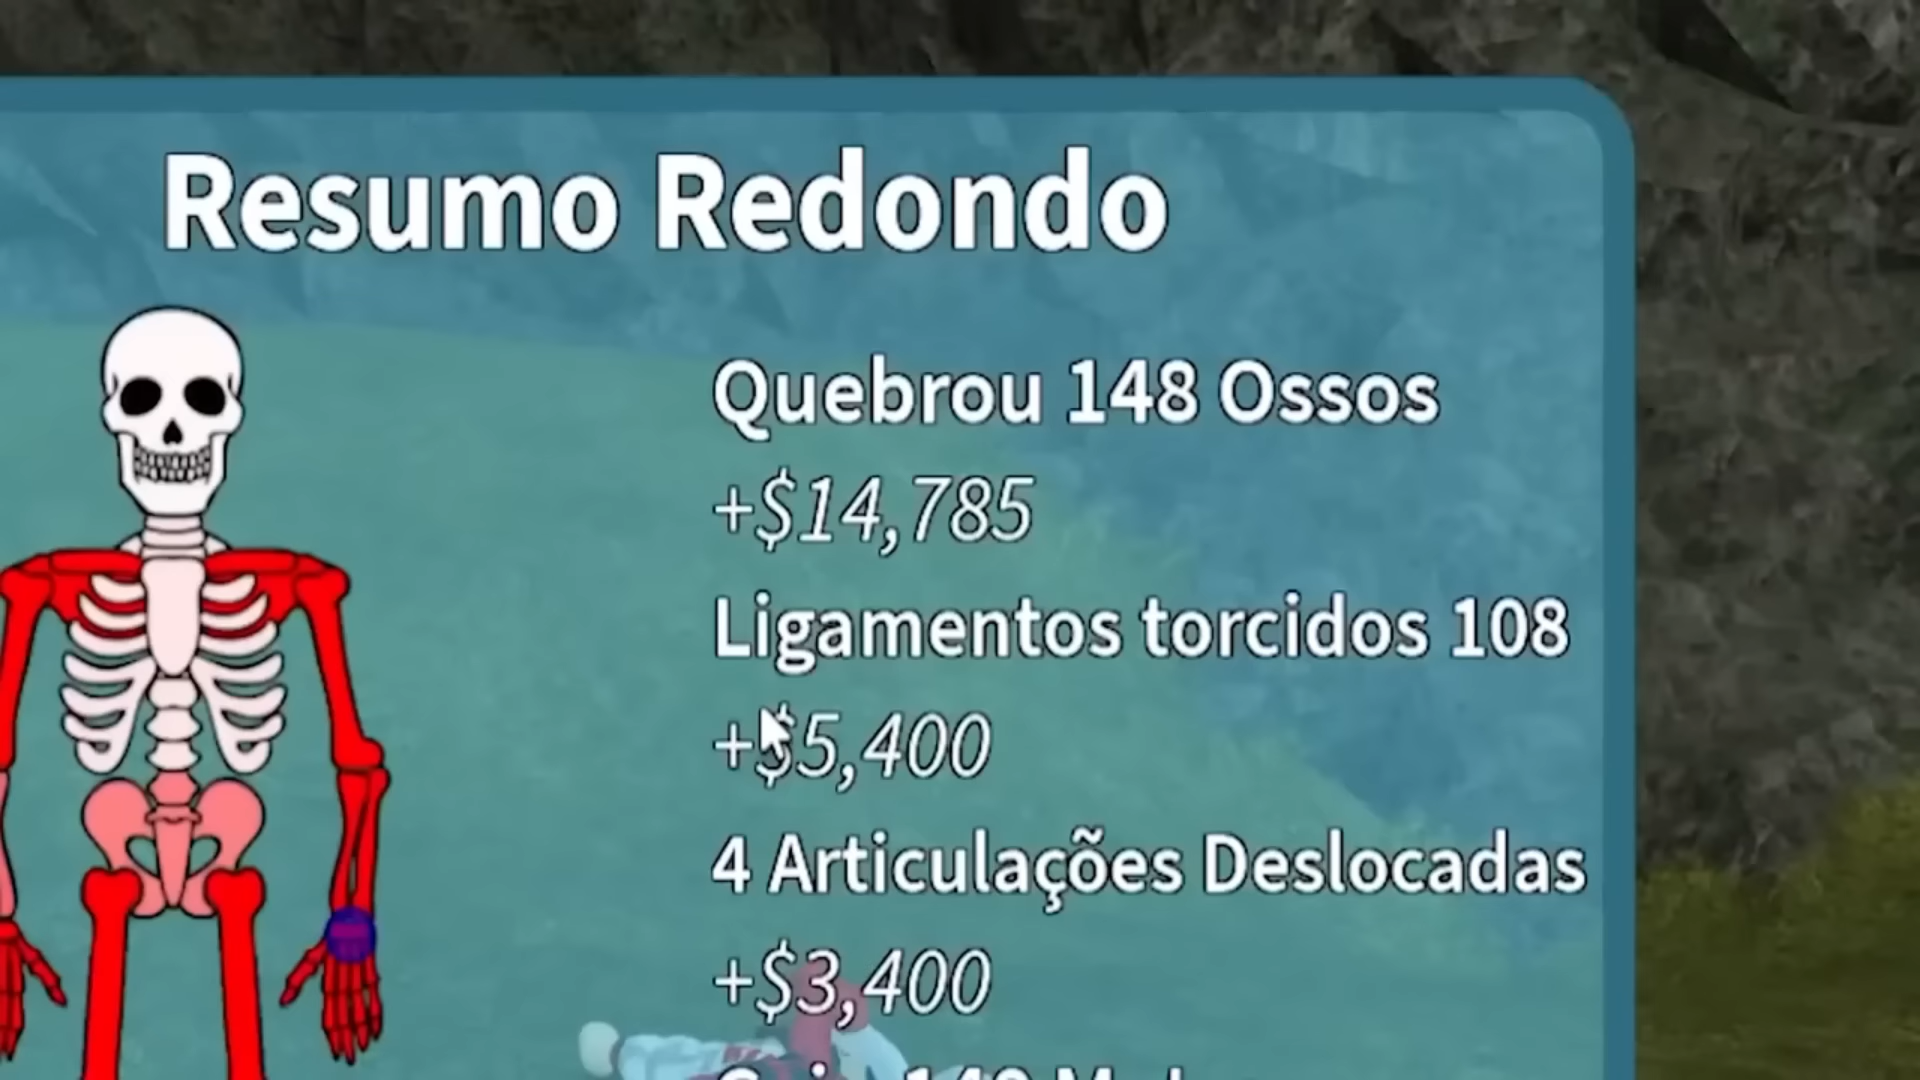 Resumo Redondo
Quebrou 148 Ossos
+$14,785
Ligamentos torcidos 108
+$5,400
4 Articulações Deslocadas
+$3,400